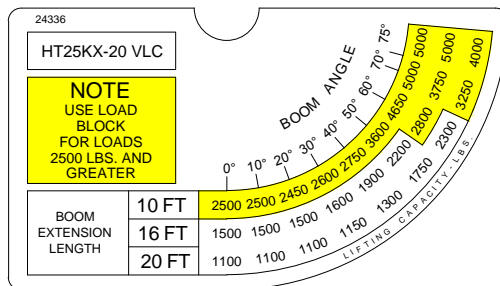 24336
HT25KX-20 VLC
NOTE
USE LOAD
BLOCK
FOR LOADS
2500 LBS. AND
GREATER
BOOM ANGLE
0° 10° 20° 30° 40° 50° 60° 70° 75°
BOOM
EXTENSION
LENGTH
10 FT 2500 2500 2450 2600 2750 3600 4650 5000 5000
16 FT 1500 1500 1500 1600 1900 2200 2800 3750 5000
20 FT 1100 1100 1100 1150 1300 1750 2300 3250 4000
LIFTING CAPACITY-LBS.